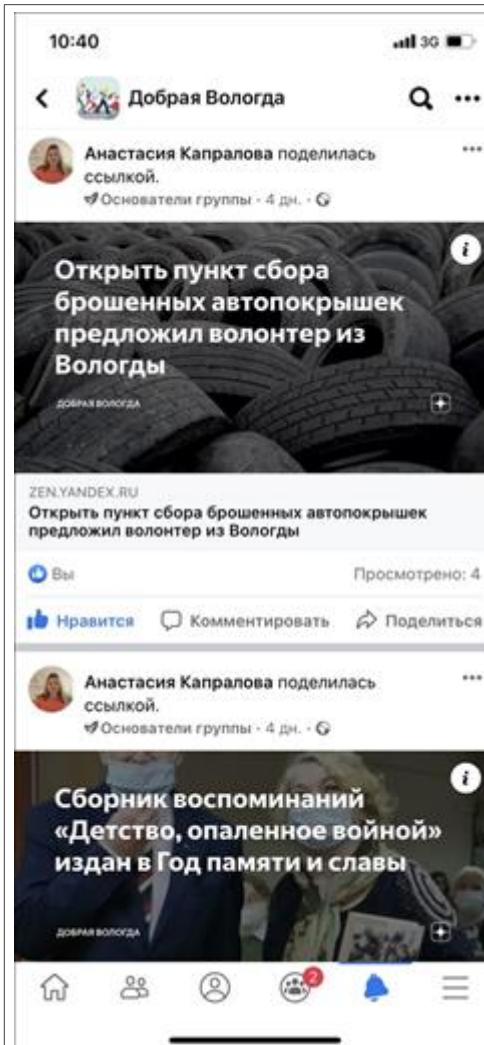 10:40
3G
Добрая Вологда
Анастасия Капралова поделилась
ссылкой.
Основатели группы · 4 дн. ·
Открыть пункт сбора
брошенных автопокрышек
предложил волонтер из
Вологды
ДОБРАЯ ВОЛОГДА
ZEN.YANDEX.RU
Открыть пункт сбора брошенных автопокрышек
предложил волонтер из Вологды
Вы
Просмотрено: 4
Нравится
Комментировать
Поделиться
Анастасия Капралова поделилась
ссылкой.
Основатели группы · 4 дн. ·
Сборник воспоминаний
«Детство, опаленное войной»
издан в Год памяти и славы
ДОБРАЯ ВОЛОГДА
2